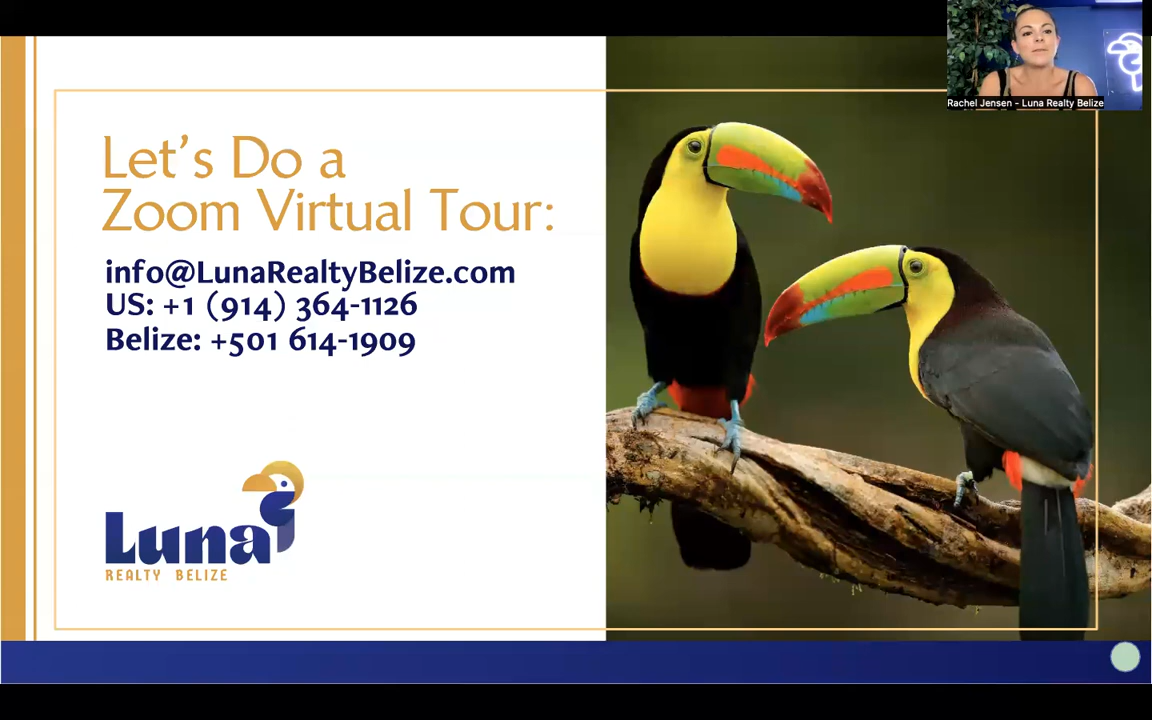 Rachel Jensen - Luna Realty Belize
Let's Do a
Zoom Virtual Tour:
info@LunaRealtyBelize.com
US: +1 (914) 364-1126
Belize: +501 614-1909
Luna
REALTY BELIZE